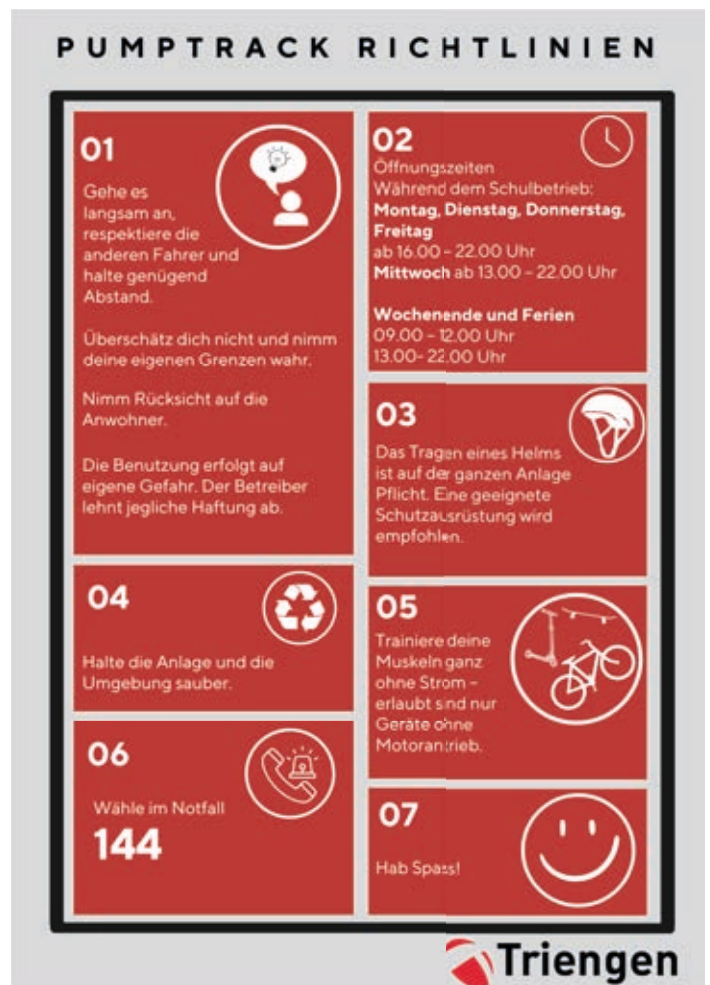 PUMPTRACK RICHTLINIEN
01
Gehe es
langsam an,
respektiere die
anderen Fahrer und
halte genügend
Abstand.
Überschätz dich nicht und nimm
deine eigenen Grenzen wahr.
Nimm Rücksicht auf die
Anwohner.
Die Benutzung erfolgt auf
eigene Gefahr. Der Betreiber
lehnt jegliche Haftung ab.
02
Öffnungszeiten
Während dem Schulbetrieb:
Montag, Dienstag, Donnerstag,
Freitag
ab 16.00 – 22.00 Uhr
Mittwoch ab 13.00 – 22.00 Uhr
Wochenende und Ferien
09.00 – 12.00 Uhr
13.00- 22.00 Uhr
03
Das Tragen eines Helms
ist auf der ganzen Anlage
Pflicht. Eine geeignete
Schutzausrüstung wird
empfohlen.
04
Halte die Anlage und die
Umgebung sauber.
05
Trainiere deine
Muskeln ganz
ohne Strom –
erlaubt sind nur
Geräte ohne
Motorantrieb.
06
Wähle im Notfall
144
07
Hab Spass!
Triengen